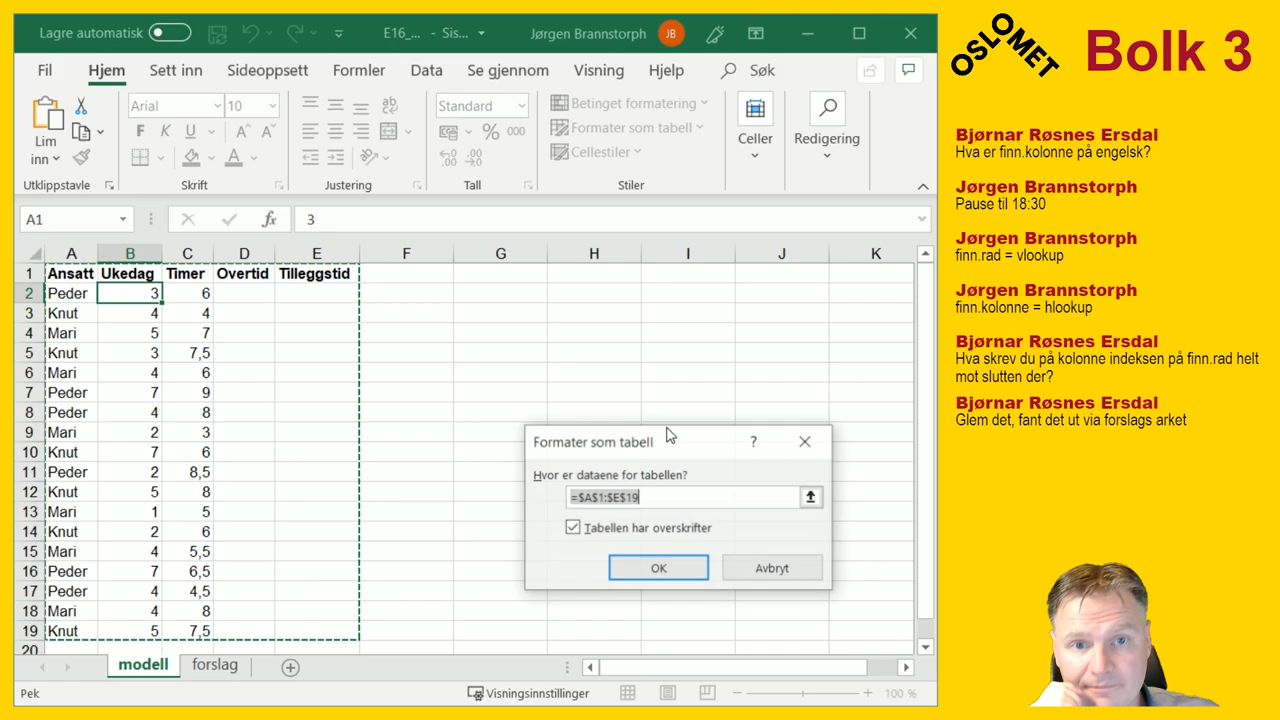 Lagre automatisk E16_... - Sis... Jørgen Brannstorph JB
Fil Hjem Sett inn Sideoppsett Formler Data Se gjennom Visning Hjelp Søk
Lim
inn
Utklippstavle
Arial 10
F K U
A A
A
Skrift
ab
Justering
Standard
% 000
Tall
Betinget formatering
Formater som tabell
Cellestiler
Stiler
Celler
Redigering
A1 fx 3
A B C D E F G H I J K
1 Ansatt Ukedag Timer Overtid Tilleggstid
2 Peder 3 6
3 Knut 4 4
4 Mari 5 7
5 Knut 3 7,5
6 Mari 4 6
7 Peder 7 9
8 Peder 4 8
9 Mari 2 3
10 Knut 7 6
11 Peder 2 8,5
12 Knut 5 8
13 Mari 1 5
14 Knut 2 6
15 Mari 4 5,5
16 Peder 7 6,5
17 Peder 4 4,5
18 Mari 4 8
19 Knut 5 7,5
20
Formater som tabell ?
Hvor er dataene for tabellen?
=$A$1:$E$19
Tabellen har overskrifter
OK Avbryt
modell forslag
Pek Visningsinnstillinger 100 %
OSLOMET
Bolk 3
Bjørnar Røsnes Ersdal
Hva er finn.kolonne på engelsk?
Jørgen Brannstorph
Pause til 18:30
Jørgen Brannstorph
finn.rad = vlookup
Jørgen Brannstorph
finn.kolonne = hlookup
Bjørnar Røsnes Ersdal
Hva skrev du på kolonne indeksen på finn.rad helt
mot slutten der?
Bjørnar Røsnes Ersdal
Glem det, fant det ut via forslags arket